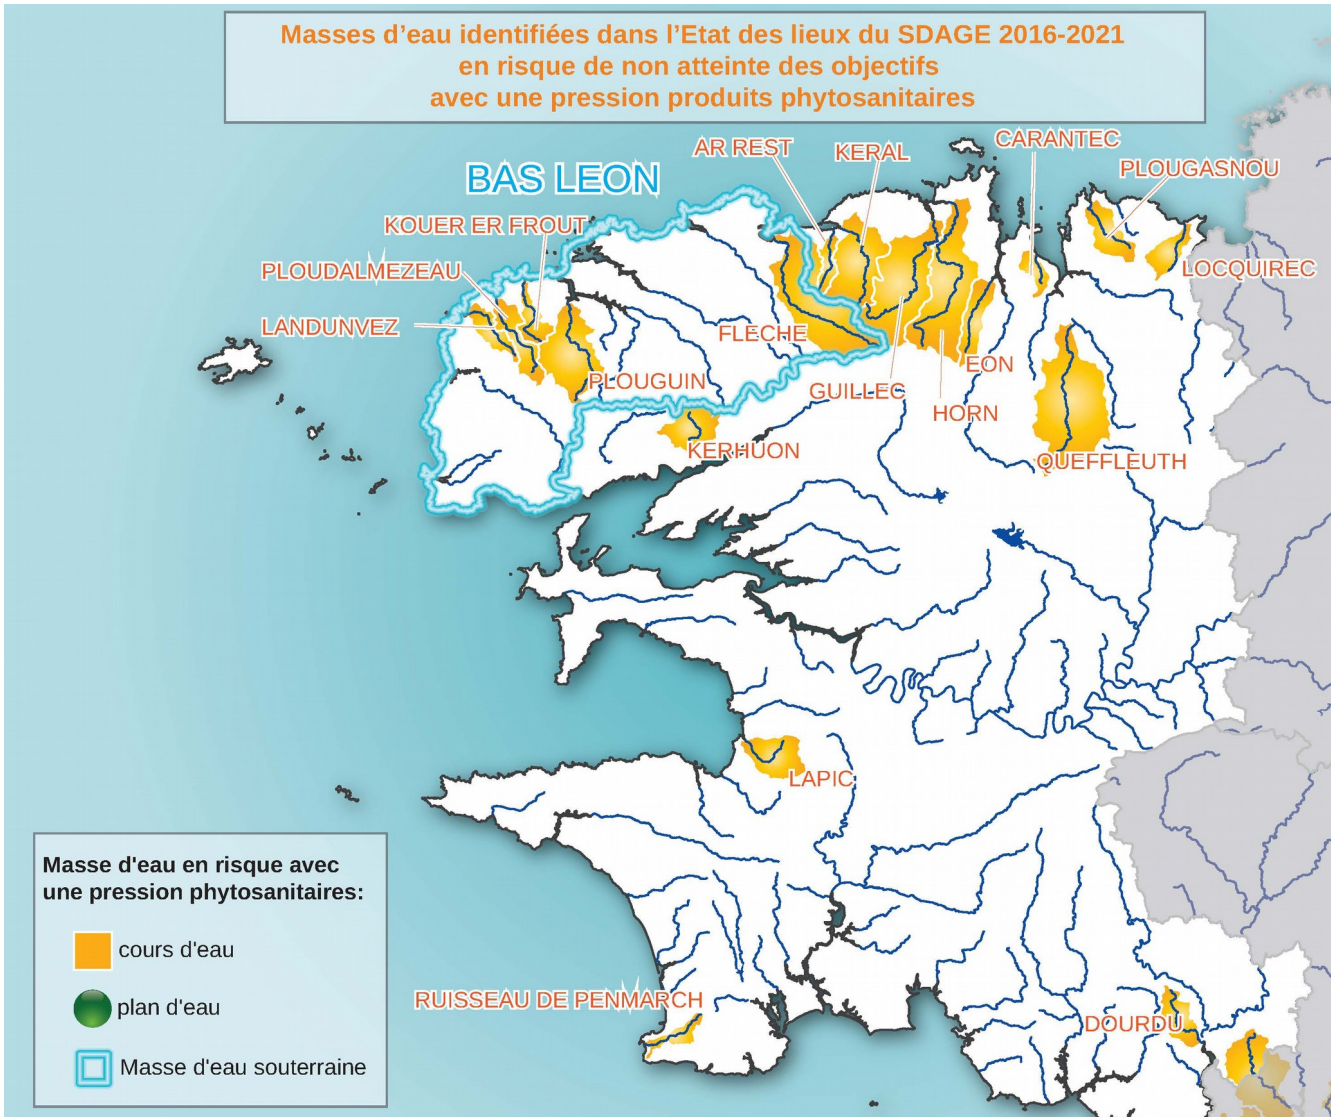 Masses d'eau identifiées dans l'Etat des lieux du SDAGE 2016-2021
en risque de non atteinte des objectifs
avec une pression produits phytosanitaires
CARANTEC
AR REST
KERAL
PLOUGASNOU
BAS LEON
KOUER ER FROUT
PLOUDALMEZEAU
LOCQUIREC
LANDUNVEZ
FLECHE
EON
PLOUGUIN
GUILLEC
HORN
KERHUON
QUEFFLEUTH
LAPIC
Masse d'eau en risque avec
une pression phytosanitaires:
cours d'eau
plan d'eau
Masse d'eau souterraine
RUISSEAU DE PENMARCH
DOURDU